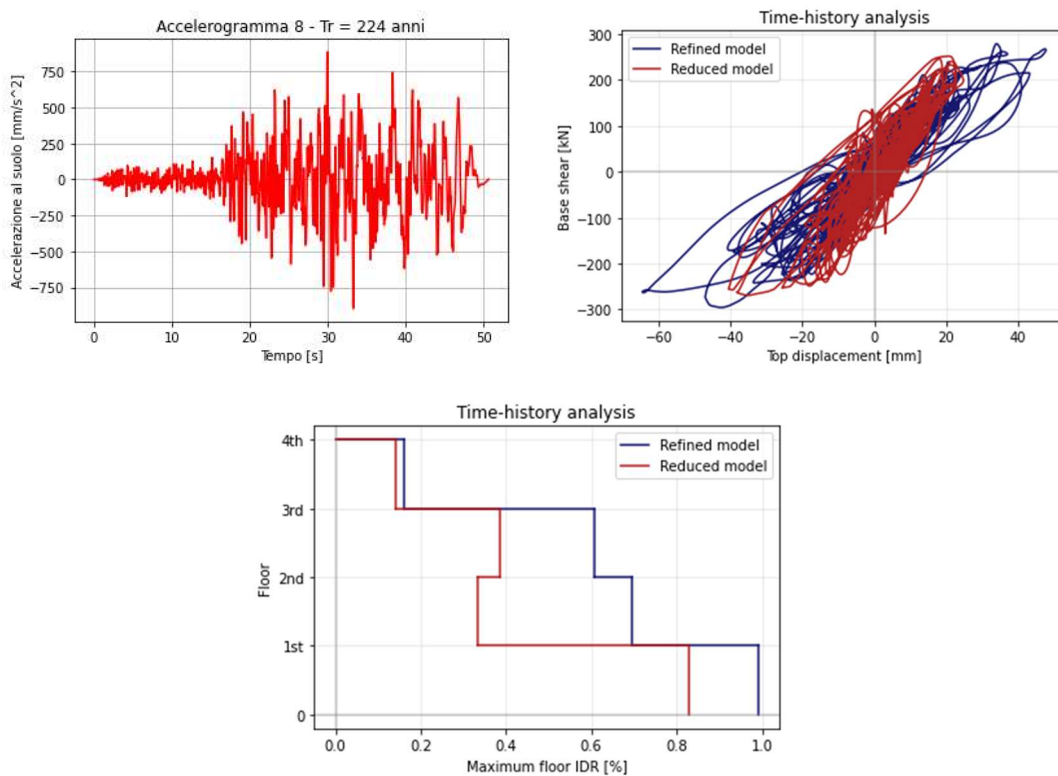 Accelerogramma 8 - Tr = 224 anni
Accelerazione al suolo [mm/s^2]
750
500
250
0
−250
−500
−750
0 10 20 30 40 50
Tempo [s]
Time-history analysis
Refined model
Reduced model
Base shear [kN]
300
200
100
0
−100
−200
−300
−60 −40 −20 0 20 40
Top displacement [mm]
Time-history analysis
Refined model
Reduced model
Floor
4th
3rd
2nd
1st
0
0.0 0.2 0.4 0.6 0.8 1.0
Maximum floor IDR [%]